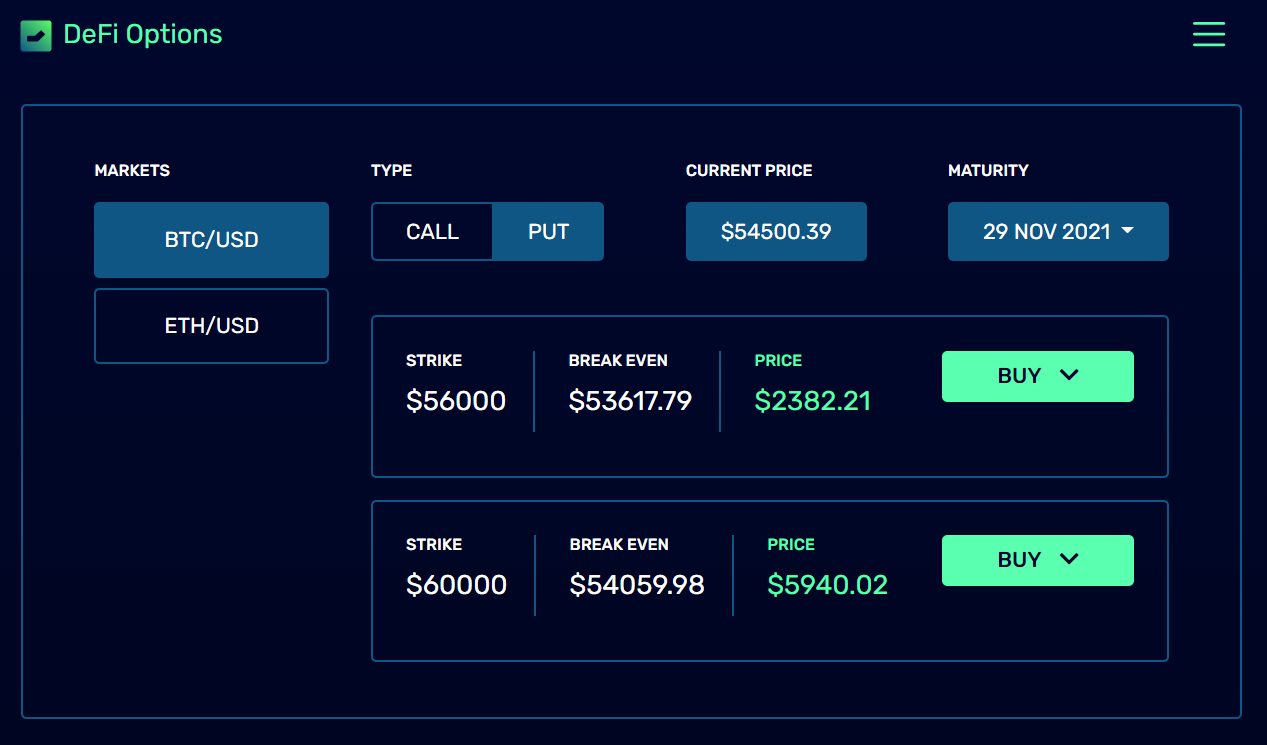 DeFi Options
MARKETS
BTC/USD
ETH/USD
TYPE
CALL PUT
CURRENT PRICE
$54500.39
MATURITY
29 NOV 2021
STRIKE BREAK EVEN PRICE
$56000 $53617.79 $2382.21
BUY
STRIKE BREAK EVEN PRICE
$60000 $54059.98 $5940.02
BUY